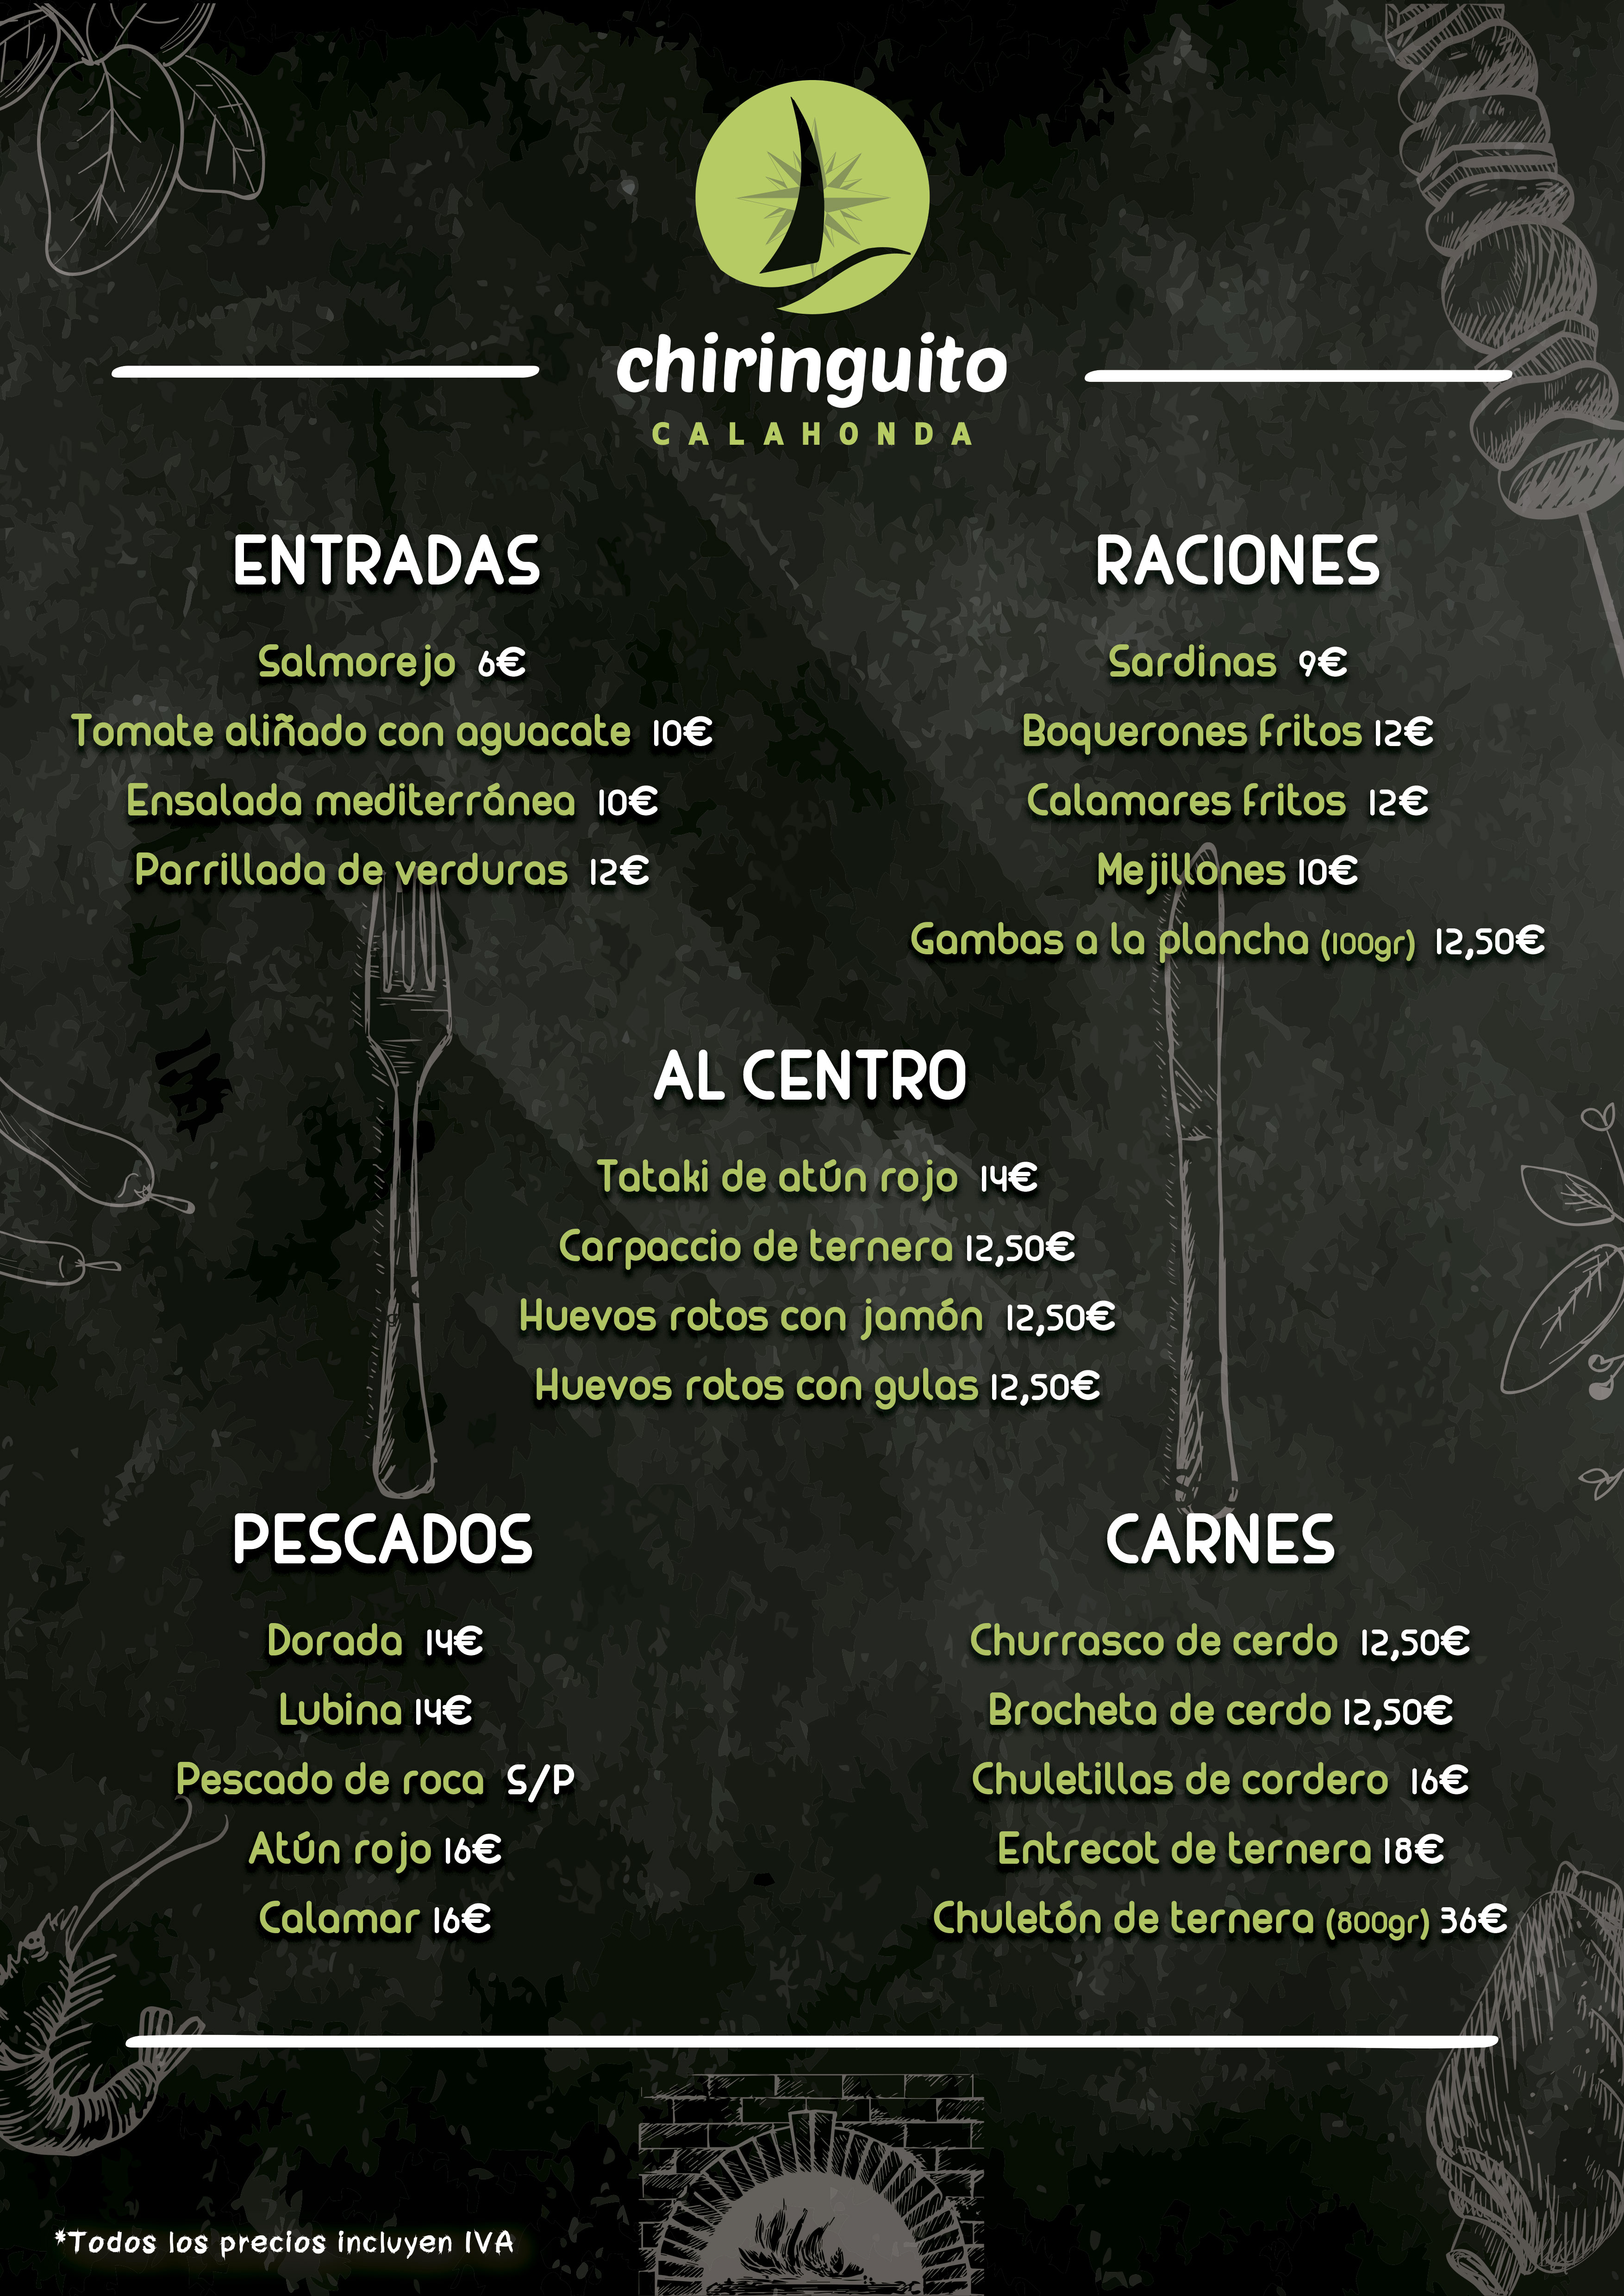 chiringuito
CALAHONDA
ENTRADAS
Salmorejo 6€
Tomate aliñado con aguacate 10€
Ensalada mediterránea 10€
Parrillada de verduras 12€
RACIONES
Sardinas 9€
Boquerones fritos 12€
Calamares fritos 12€
Mejillones 10€
Gambas a la plancha (100gr) 12,50€
AL CENTRO
Tataki de atún rojo 14€
Carpaccio de ternera 12,50€
Huevos rotos con jamón 12,50€
Huevos rotos con gulas 12,50€
PESCADOS
Dorada 14€
Lubina 14€
Pescado de roca S/P
Atún rojo 16€
Calamar 16€
CARNES
Churrasco de cerdo 12,50€
Brocheta de cerdo 12,50€
Chuletillas de cordero 16€
Entrecot de ternera 18€
Chuletón de ternera (800gr) 36€
*Todos los precios incluyen IVA